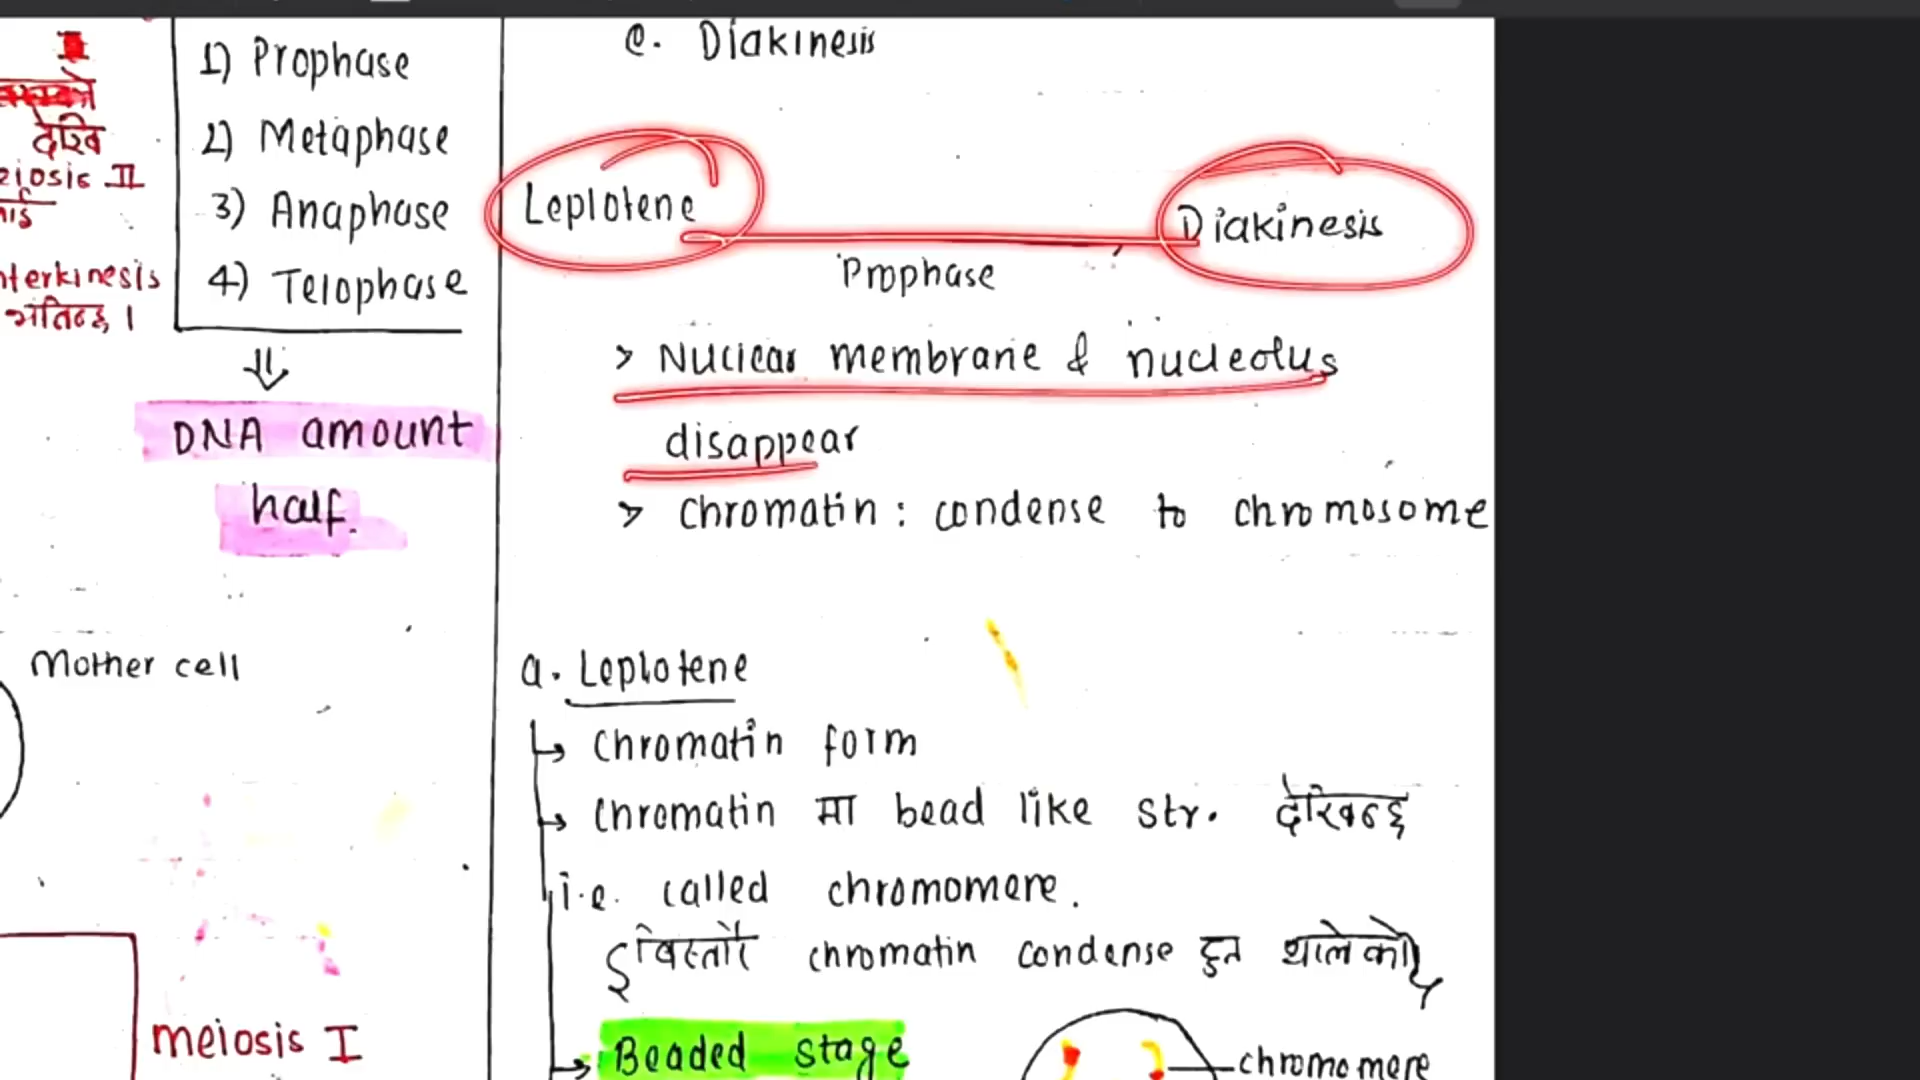 I
देखि
eiosis II
nterkinesis
भनिन्छ ।
1) Prophase
2) Metaphase
3) Anaphase
4) Telophase
DNA amount
half.
Mother cell
meiosis I
e. Diakinesis
Leplotene
Diakinesis
Prophase
> Nuclear membrane & nucleolus
disappear
> Chromatin : condense to chromosome
a. Leplotene
↳ Chromatin form
↳ Chromatin मा bead like str. देखिन्छ
i.e. called chromomere.
{ बिस्तारै chromatin condense हुन थालेको }
↳ Beaded stage
chromomere